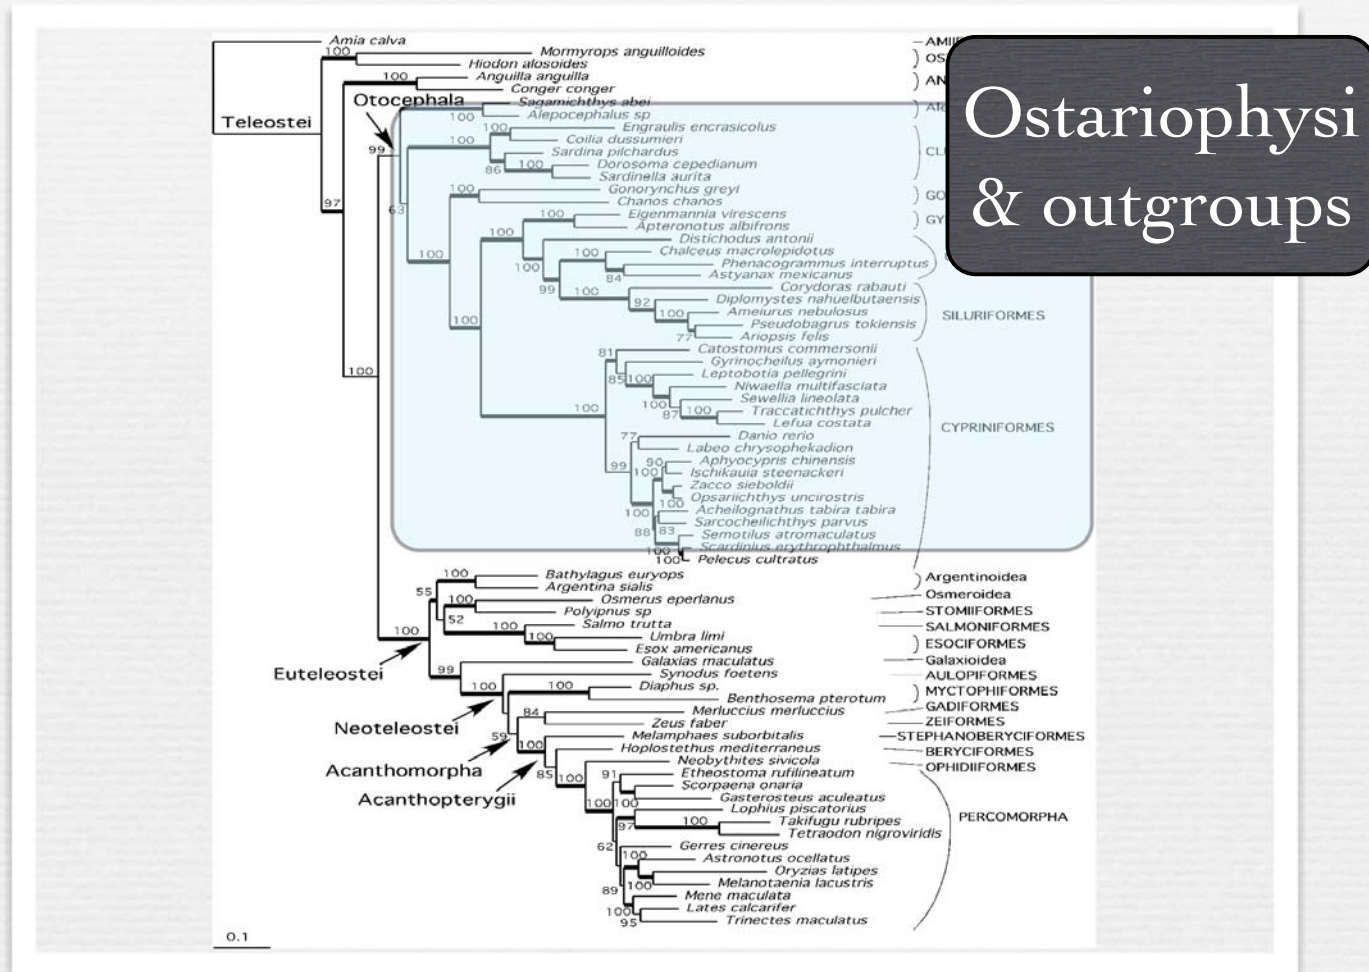 Ostariophysi
& outgroups
Teleostei
Otocephala
Euteleostei
Neoteleostei
Acanthomorpha
Acanthopterygii
Amia calva
Mormyrops anguilloides
Hiodon alosoides
Anguilla anguilla
Conger conger
Sagamichthys abei
Alepocephalus sp
Engraulis encrasicolus
Coilia dussumieri
Sardina pilchardus
Dorosoma cepedianum
Sardinella aurita
Gonorynchus greyi
Chanos chanos
Eigenmannia virescens
Apteronotus albifrons
Distichodus antonii
Chalceus macrolepidotus
Phenacogrammus interruptus
Astyanax mexicanus
Corydoras rabauti
Diplomystes nahuelbutaensis
Ameiurus nebulosus
Pseudobagrus tokiensis
Ariopsis felis
Catostomus commersonii
Gyrinocheilus aymonieri
Leptobotia pellegrini
Niwaella multifasciata
Sewellia lineolata
Traccatichthys pulcher
Lefua costata
Danio rerio
Labeo chrysophekadion
Aphyocypris chinensis
Ischikauia steenackeri
Zacco sieboldii
Opsariichthys uncirostris
Acheilognathus tabira tabira
Sarcocheilichthys parvus
Semotilus atromaculatus
Scardinius erythrophthalmus
Pelecus cultratus
Bathylagus euryops
Argentina sialis
Osmerus eperlanus
Polyipnus sp
Salmo trutta
Umbra limi
Esox americanus
Galaxias maculatus
Synodus foetens
Diaphus sp.
Benthosema pterotum
Merluccius merluccius
Zeus faber
Melamphaes suborbitalis
Hoplostethus mediterraneus
Neobythites sivicola
Etheostoma rufilineatum
Scorpaena onaria
Gasterosteus aculeatus
Lophius piscatorius
Takifugu rubripes
Tetraodon nigroviridis
Gerres cinereus
Astronotus ocellatus
Oryzias latipes
Melanotaenia lacustris
Mene maculata
Lates calcarifer
Trinectes maculatus
SILURIFORMES
CYPRINIFORMES
Argentinoidea
Osmeroidea
STOMIIFORMES
SALMONIFORMES
ESOCIFORMES
Galaxioidea
AULOPIFORMES
MYCTOPHIFORMES
GADIFORMES
ZEIFORMES
STEPHANOBERYCIFORMES
BERYCIFORMES
OPHIDIIFORMES
PERCOMORPHA
0.1